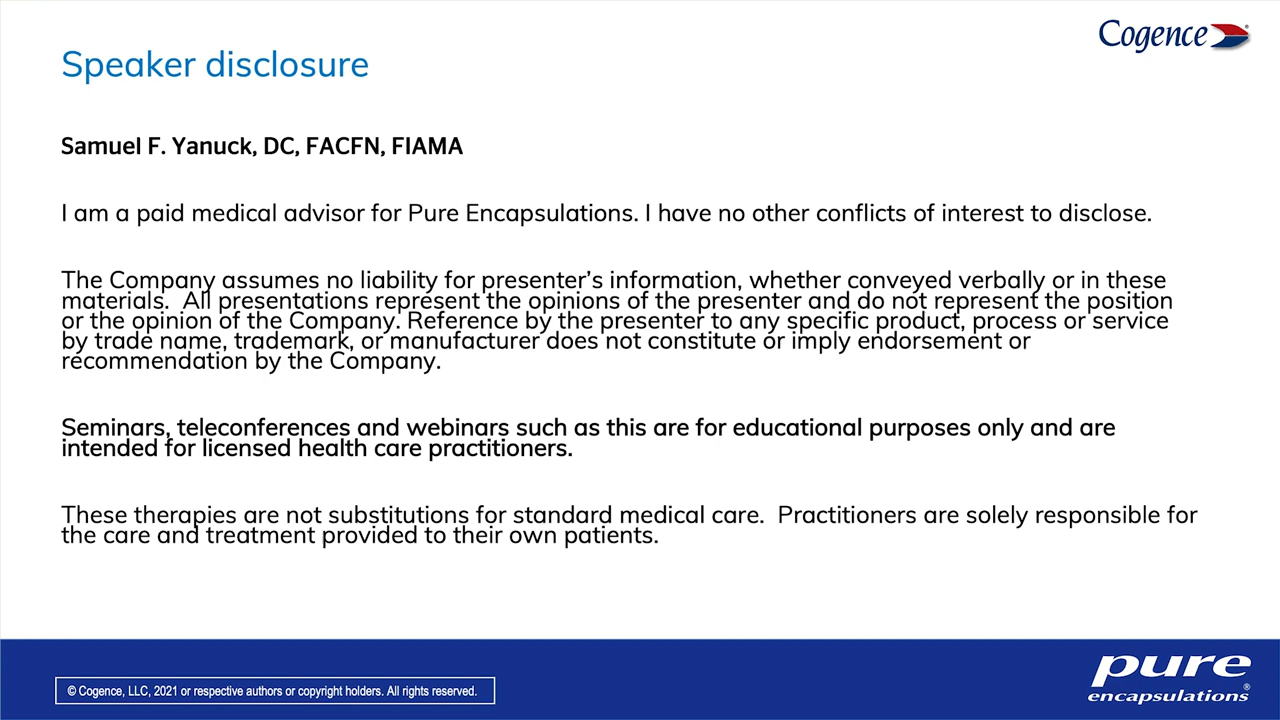 Cogence®
Speaker disclosure
Samuel F. Yanuck, DC, FACFN, FIAMA
I am a paid medical advisor for Pure Encapsulations. I have no other conflicts of interest to disclose.
The Company assumes no liability for presenter’s information, whether conveyed verbally or in these
materials.  All presentations represent the opinions of the presenter and do not represent the position
or the opinion of the Company. Reference by the presenter to any specific product, process or service
by trade name, trademark, or manufacturer does not constitute or imply endorsement or
recommendation by the Company.
Seminars, teleconferences and webinars such as this are for educational purposes only and are
intended for licensed health care practitioners.
These therapies are not substitutions for standard medical care.  Practitioners are solely responsible for
the care and treatment provided to their own patients.
© Cogence, LLC, 2021 or respective authors or copyright holders. All rights reserved.
pure
encapsulations®